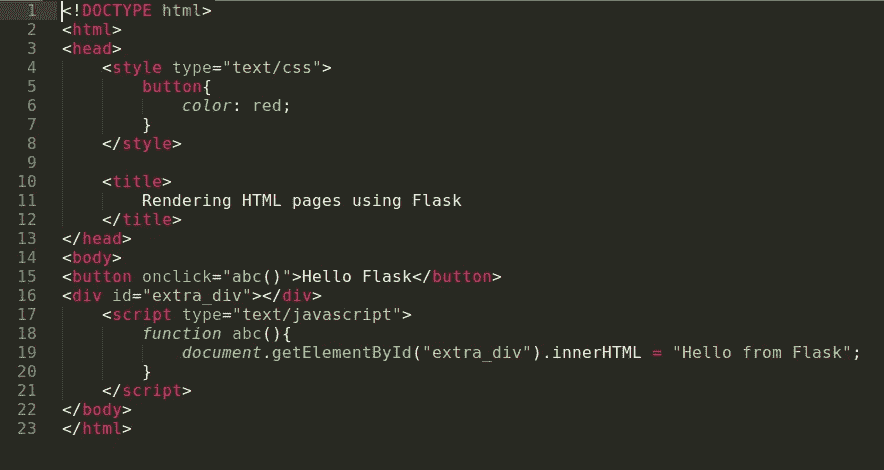 1 <!DOCTYPE html>
2 <html>
3 <head>
4     <style type="text/css">
5         button{
6             color: red;
7         }
8     </style>
9
10     <title>
11         Rendering HTML pages using Flask
12     </title>
13 </head>
14 <body>
15 <button onclick="abc()">Hello Flask</button>
16 <div id="extra_div"></div>
17     <script type="text/javascript">
18         function abc(){
19             document.getElementById("extra_div").innerHTML = "Hello from Flask";
20         }
21     </script>
22 </body>
23 </html>